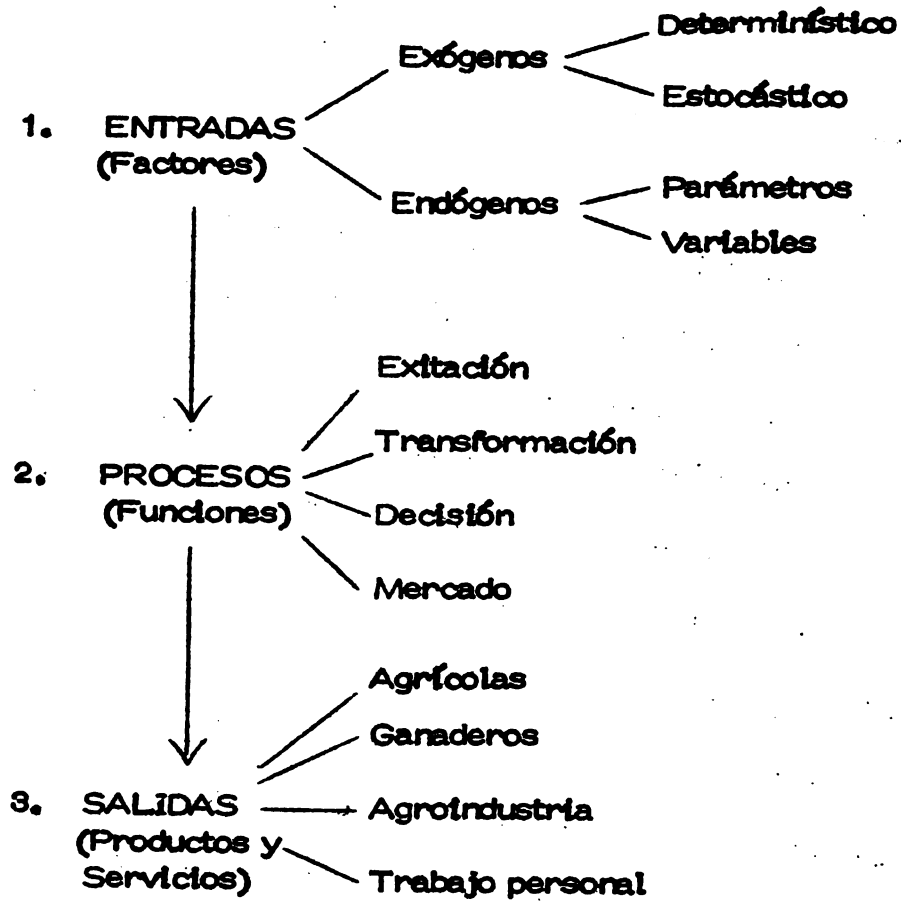 Determinístico
Exógenos
Estocástico
1. ENTRADAS
(Factores)
Endógenos
Parámetros
Variables
Exitación
Transformación
2. PROCESOS
(Funciones)
Decisión
Mercado
Agrícolas
Ganaderos
3. SALIDAS
(Productos y
Servicios)
Agroindustria
Trabajo personal